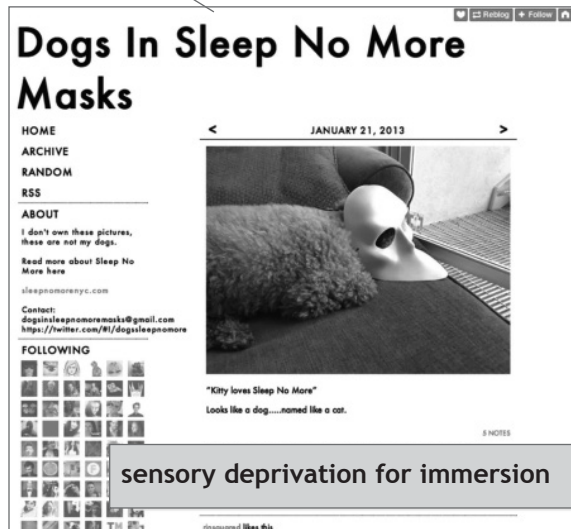 Reblog
+ Follow
Dogs In Sleep No More
Masks
HOME
ARCHIVE
RANDOM
RSS
ABOUT
I don't own these pictures,
these are not my dogs.
Read more about Sleep No
More here
sleepnomorenyc.com
Contact:
dogsinsleepnomoremasks@gmail.com
https://twitter.com/#!/dogssleepnomore
FOLLOWING
< JANUARY 21, 2013 >
"Kitty loves Sleep No More"
Looks like a dog.....named like a cat.
5 NOTES
sensory deprivation for immersion
likes this